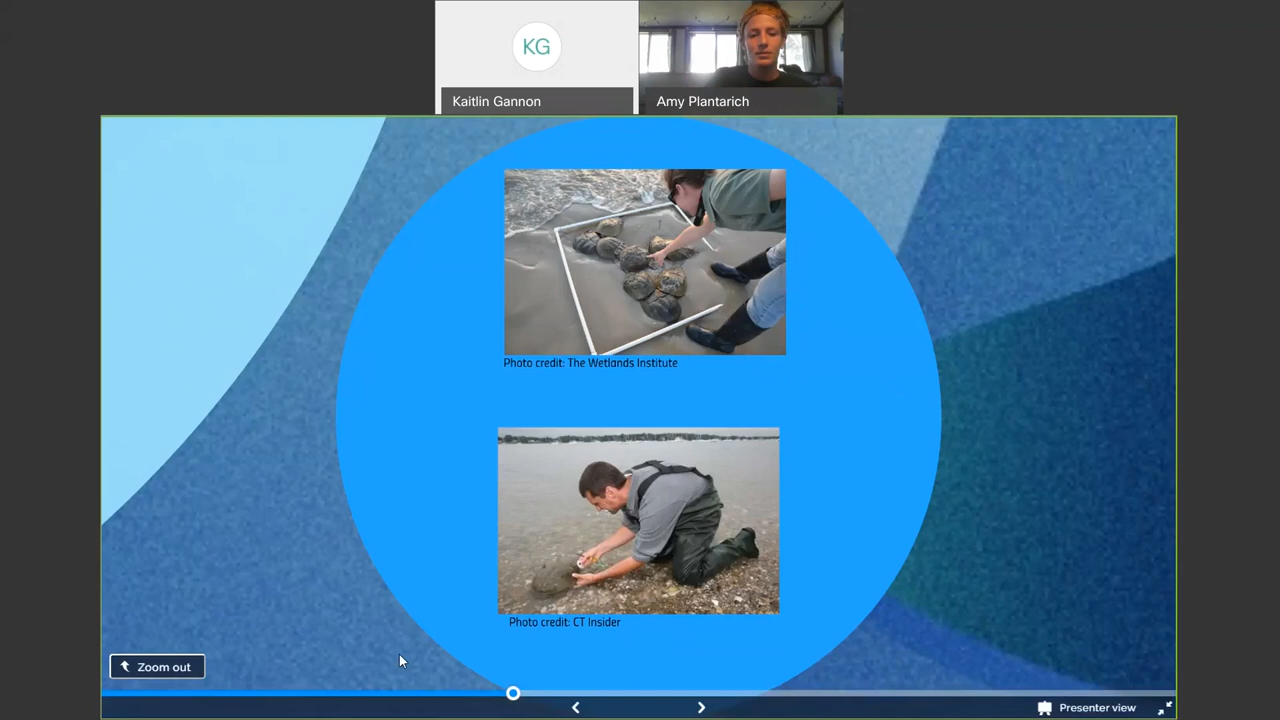 KG
Kaitlin Gannon
Amy Plantarich
Photo credit: The Wetlands Institute
Photo credit: CT Insider
Zoom out
Presenter view